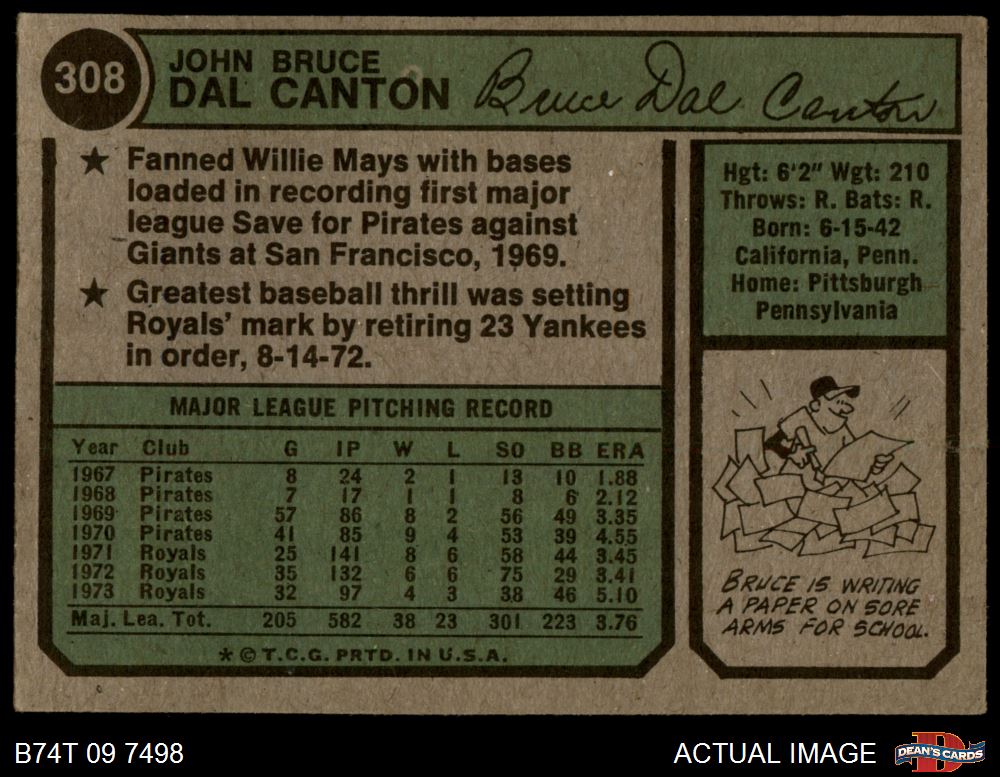 308
JOHN BRUCE
DAL CANTON
Bruce Dal Canton
★ Fanned Willie Mays with bases
loaded in recording first major
league Save for Pirates against
Giants at San Francisco, 1969.
★ Greatest baseball thrill was setting
Royals' mark by retiring 23 Yankees
in order, 8-14-72.
Hgt: 6'2" Wgt: 210
Throws: R. Bats: R.
Born: 6-15-42
California, Penn.
Home: Pittsburgh
Pennsylvania
MAJOR LEAGUE PITCHING RECORD
Year Club G IP W L SO BB ERA
1967 Pirates 8 24 2 1 13 10 1.88
1968 Pirates 7 17 1 1 8 6 2.12
1969 Pirates 57 86 8 2 56 49 3.35
1970 Pirates 41 85 9 4 53 39 4.55
1971 Royals 25 141 8 6 58 44 3.45
1972 Royals 35 132 6 6 75 29 3.41
1973 Royals 32 97 4 3 38 46 5.10
Maj. Lea. Tot. 205 582 38 23 301 223 3.76
★ © T.C.G. PRTD. IN U.S.A.
BRUCE IS WRITING
A PAPER ON SORE
ARMS FOR SCHOOL.
B74T 09 7498
ACTUAL IMAGE
D
DEAN'S CARDS